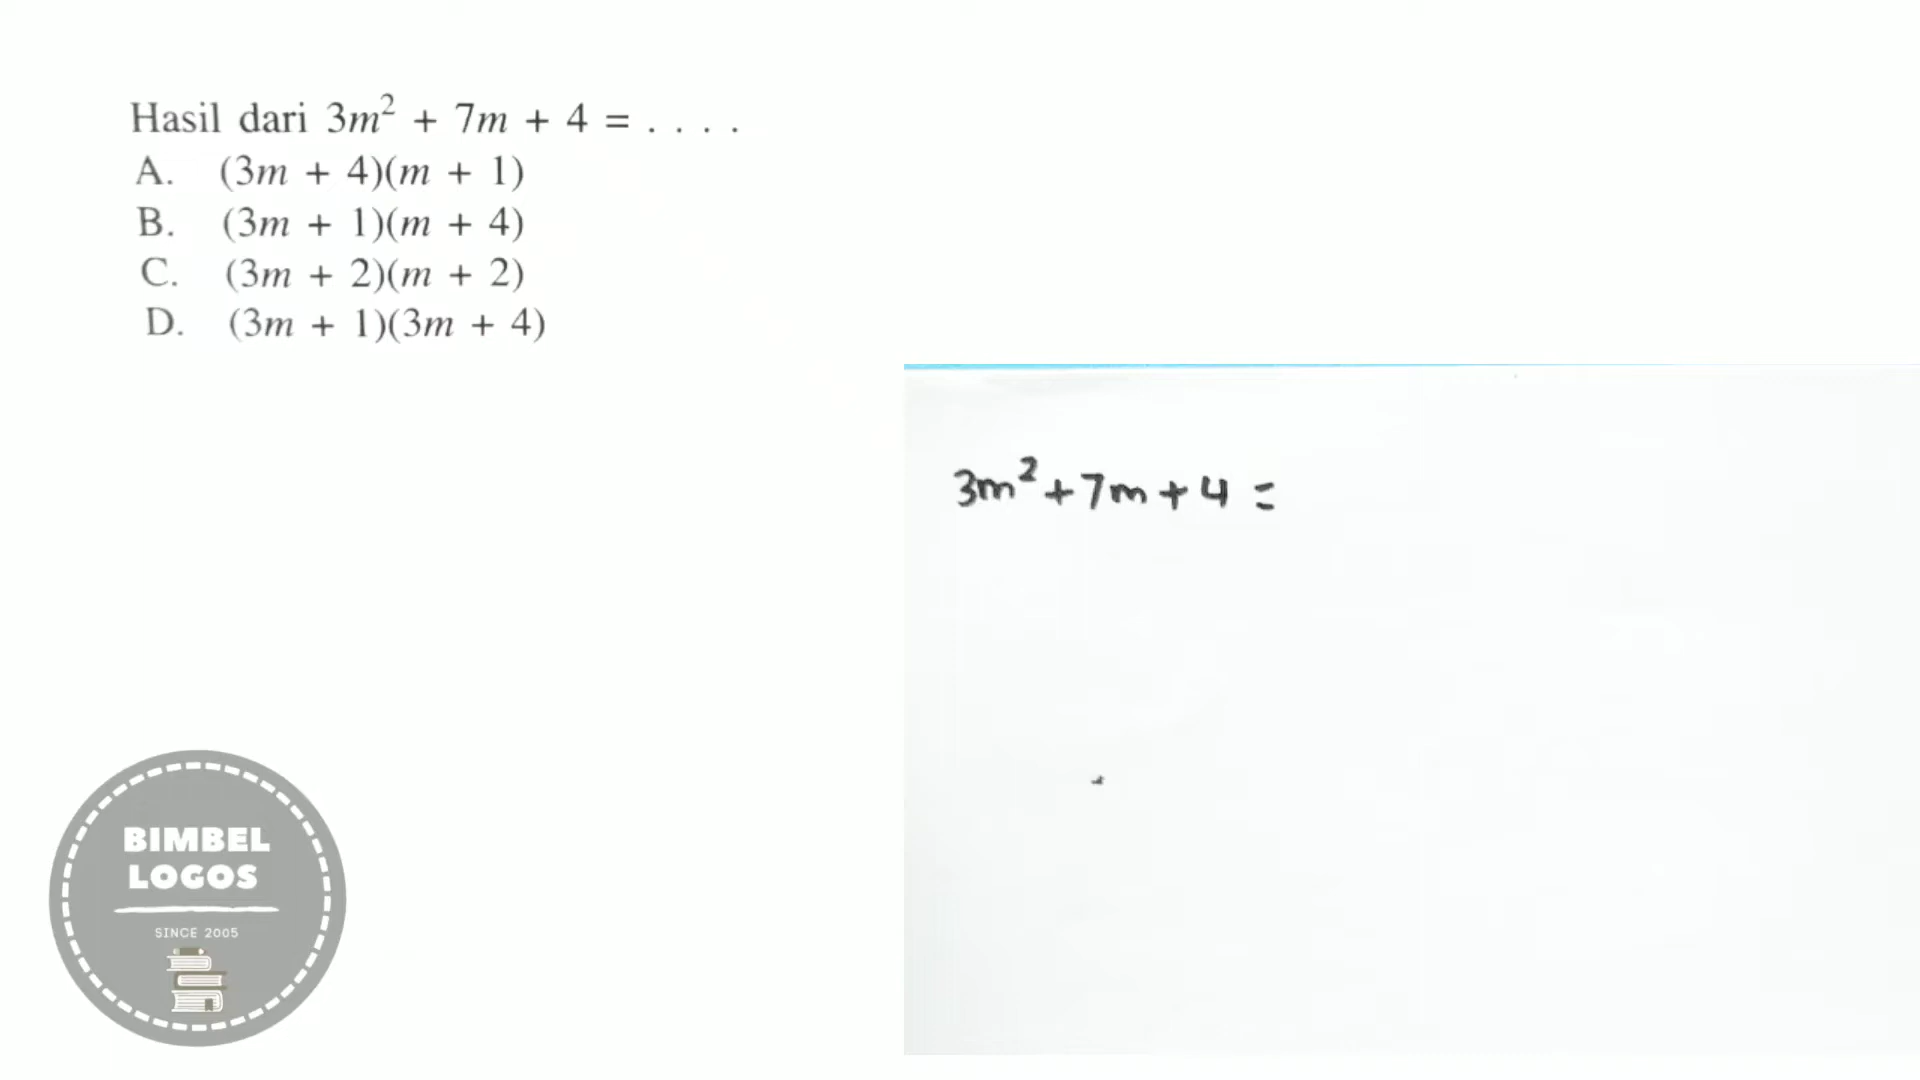 Hasil dari 3m² + 7m + 4 = . . . .
A. (3m + 4)(m + 1)
B. (3m + 1)(m + 4)
C. (3m + 2)(m + 2)
D. (3m + 1)(3m + 4)
3m² + 7m + 4 =
BIMBEL
LOGOS
SINCE 2005